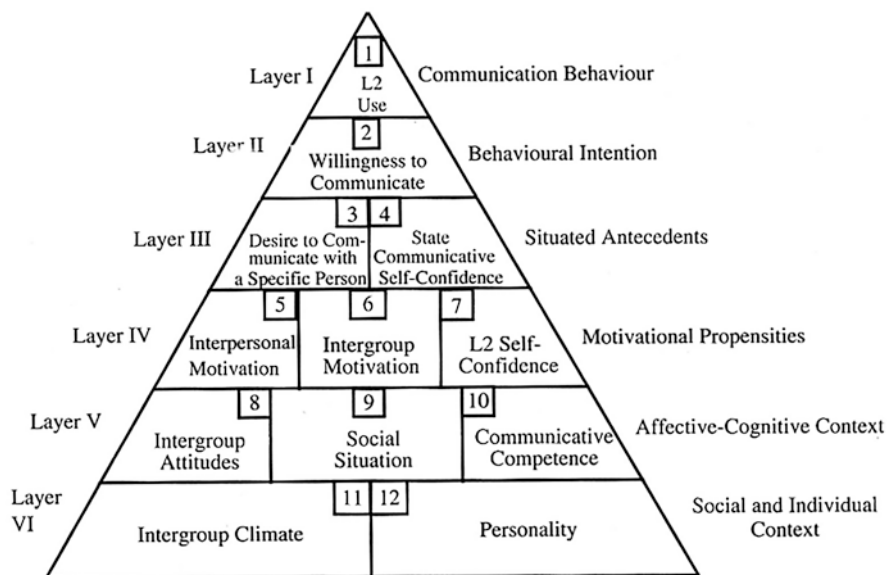 1
Layer I
L2
Use
Communication Behaviour
2
Layer II
Willingness to
Communicate
Behavioural Intention
3 4
Layer III
Desire to Com-
municate with
a Specific Person
State
Communicative
Self-Confidence
Situated Antecedents
5 6 7
Layer IV
Interpersonal
Motivation
Intergroup
Motivation
L2 Self-
Confidence
Motivational Propensities
8 9 10
Layer V
Intergroup
Attitudes
Social
Situation
Communicative
Competence
Affective-Cognitive Context
11 12
Layer
VI
Intergroup Climate
Personality
Social and Individual
Context